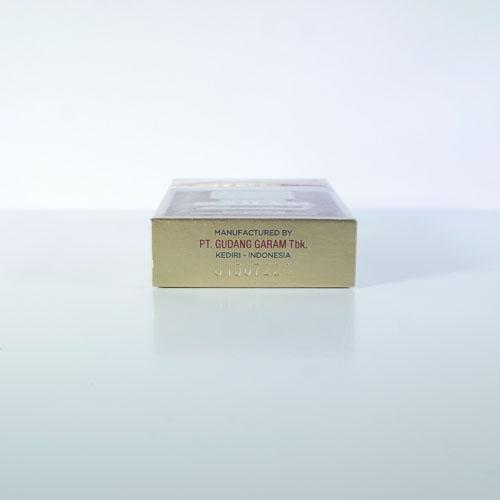 MANUFACTURED BY
PT. GUDANG GARAM Tbk.
KEDIRI - INDONESIA